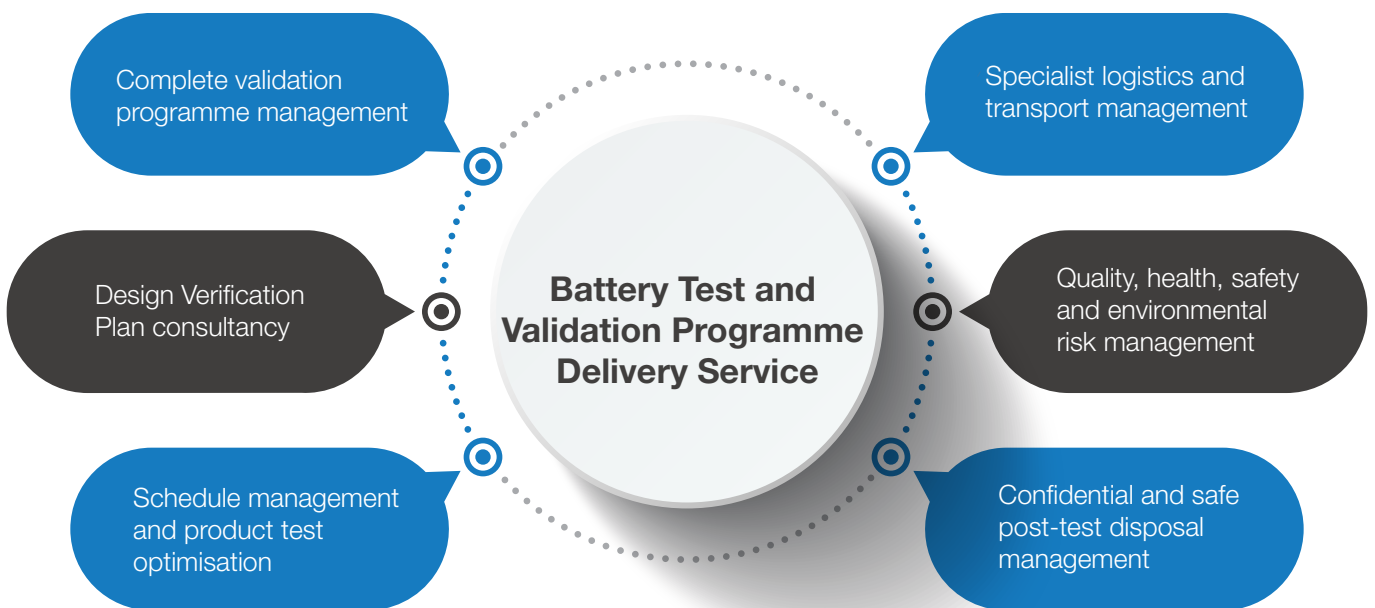 Complete validation
programme management
Design Verification
Plan consultancy
Schedule management
and product test
optimisation
Battery Test and
Validation Programme
Delivery Service
Specialist logistics and
transport management
Quality, health, safety
and environmental
risk management
Confidential and safe
post-test disposal
management